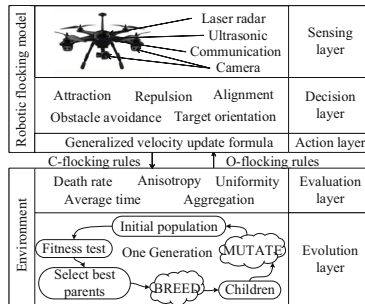 Robotic flocking model
Laser radar
Ultrasonic
Communication
Camera
Sensing
layer
Attraction Repulsion Alignment
Obstacle avoidance Target orientation
Decision
layer
Generalized velocity update formula
Action layer
C-flocking rules O-flocking rules
Environment
Death rate Anisotropy Uniformity
Average time Aggregation
Evaluation
layer
Initial population
Fitness test One Generation MUTATE
Select best
parents
BREED Children
Evolution
layer